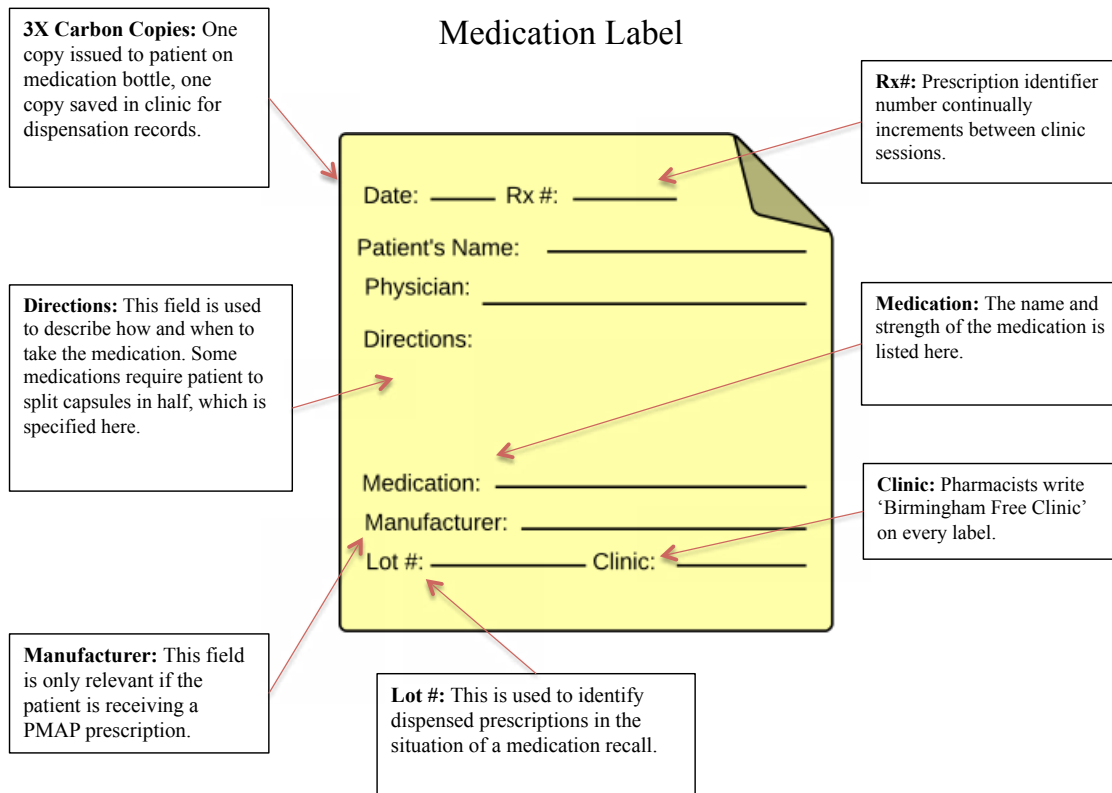 Medication Label
3X Carbon Copies: One
copy issued to patient on
medication bottle, one
copy saved in clinic for
dispensation records.
Rx#: Prescription identifier
number continually
increments between clinic
sessions.
Date: Rx #:
Patient's Name:
Physician:
Directions:
Medication:
Manufacturer:
Lot #: Clinic:
Directions: This field is used
to describe how and when to
take the medication. Some
medications require patient to
split capsules in half, which is
specified here.
Medication: The name and
strength of the medication is
listed here.
Clinic: Pharmacists write
‘Birmingham Free Clinic’
on every label.
Manufacturer: This field
is only relevant if the
patient is receiving a
PMAP prescription.
Lot #: This is used to identify
dispensed prescriptions in the
situation of a medication recall.